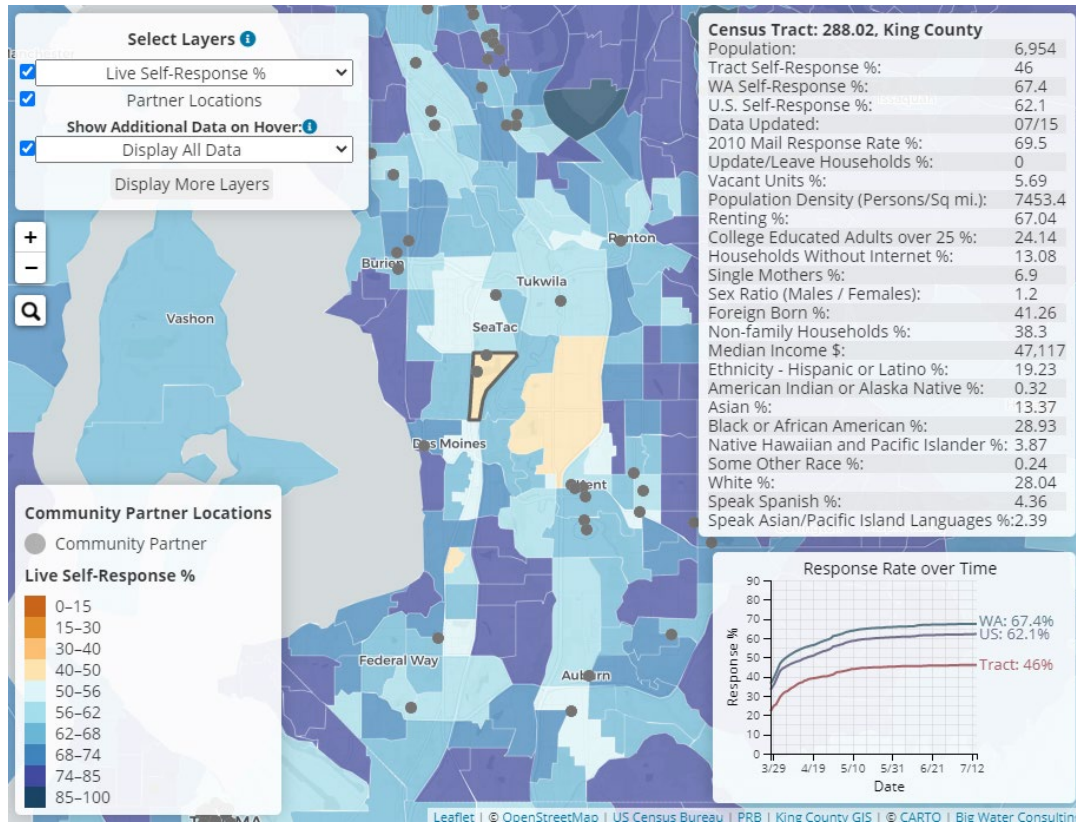 Select Layers
Live Self-Response %
Partner Locations
Show Additional Data on Hover:
Display All Data
Display More Layers
+
−
Vashon
Burien
Renton
Tukwila
SeaTac
Des Moines
Kent
Federal Way
Auburn
Census Tract: 288.02, King County
Population: 6,954
Tract Self-Response %: 46
WA Self-Response %: 67.4
U.S. Self-Response %: 62.1
Data Updated: 07/15
2010 Mail Response Rate %: 69.5
Update/Leave Households %: 0
Vacant Units %: 5.69
Population Density (Persons/Sq mi.): 7453.4
Renting %: 67.04
College Educated Adults over 25 %: 24.14
Households Without Internet %: 13.08
Single Mothers %: 6.9
Sex Ratio (Males / Females): 1.2
Foreign Born %: 41.26
Non-family Households %: 38.3
Median Income $: 47,117
Ethnicity - Hispanic or Latino %: 19.23
American Indian or Alaska Native %: 0.32
Asian %: 13.37
Black or African American %: 28.93
Native Hawaiian and Pacific Islander %: 3.87
Some Other Race %: 0.24
White %: 28.04
Speak Spanish %: 4.36
Speak Asian/Pacific Island Languages %:2.39
Community Partner Locations
Community Partner
Live Self-Response %
0–15
15–30
30–40
40–50
50–56
56–62
62–68
68–74
74–85
85–100
Response Rate over Time
Response %
90
80
70
60
50
40
30
20
10
0
WA: 67.4%
US: 62.1%
Tract: 46%
3/29 4/19 5/10 5/31 6/21 7/12
Date
Leaflet | © OpenStreetMap | US Census Bureau | PRB | King County GIS | © CARTO | Big Water Consulting